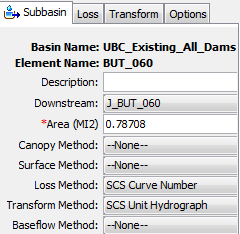 Subbasin Loss Transform Options
Basin Name: UBC_Existing_All_Dams
Element Name: BUT_060
Description:
Downstream: J_BUT_060
*Area (MI2) 0.78708
Canopy Method: --None--
Surface Method: --None--
Loss Method: SCS Curve Number
Transform Method: SCS Unit Hydrograph
Baseflow Method: --None--